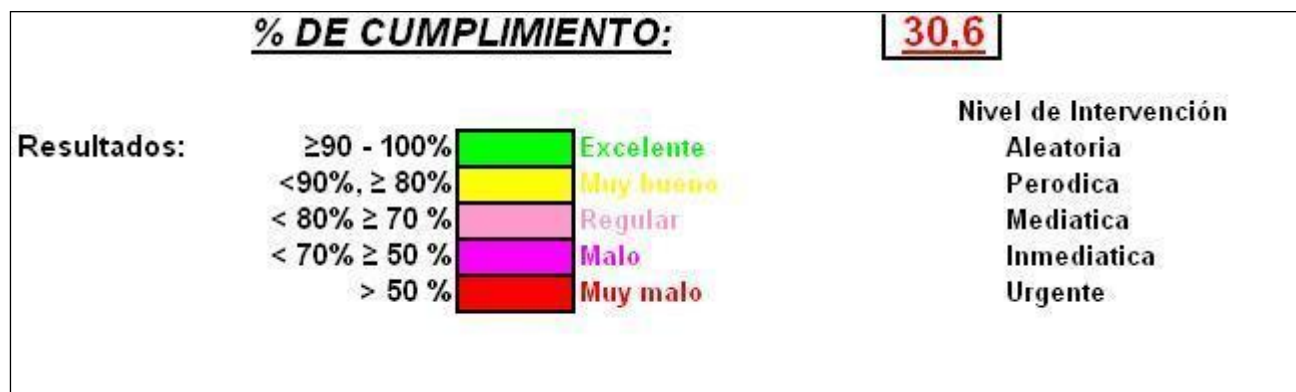 % DE CUMPLIMIENTO: 30.6
Nivel de Intervención
Resultados: ≥90 - 100% Excelente Aleatoria
<90%, ≥ 80% Muy bueno Perodica
< 80% ≥ 70 % Regular Mediatica
< 70% ≥ 50 % Malo Inmediatica
> 50 % Muy malo Urgente